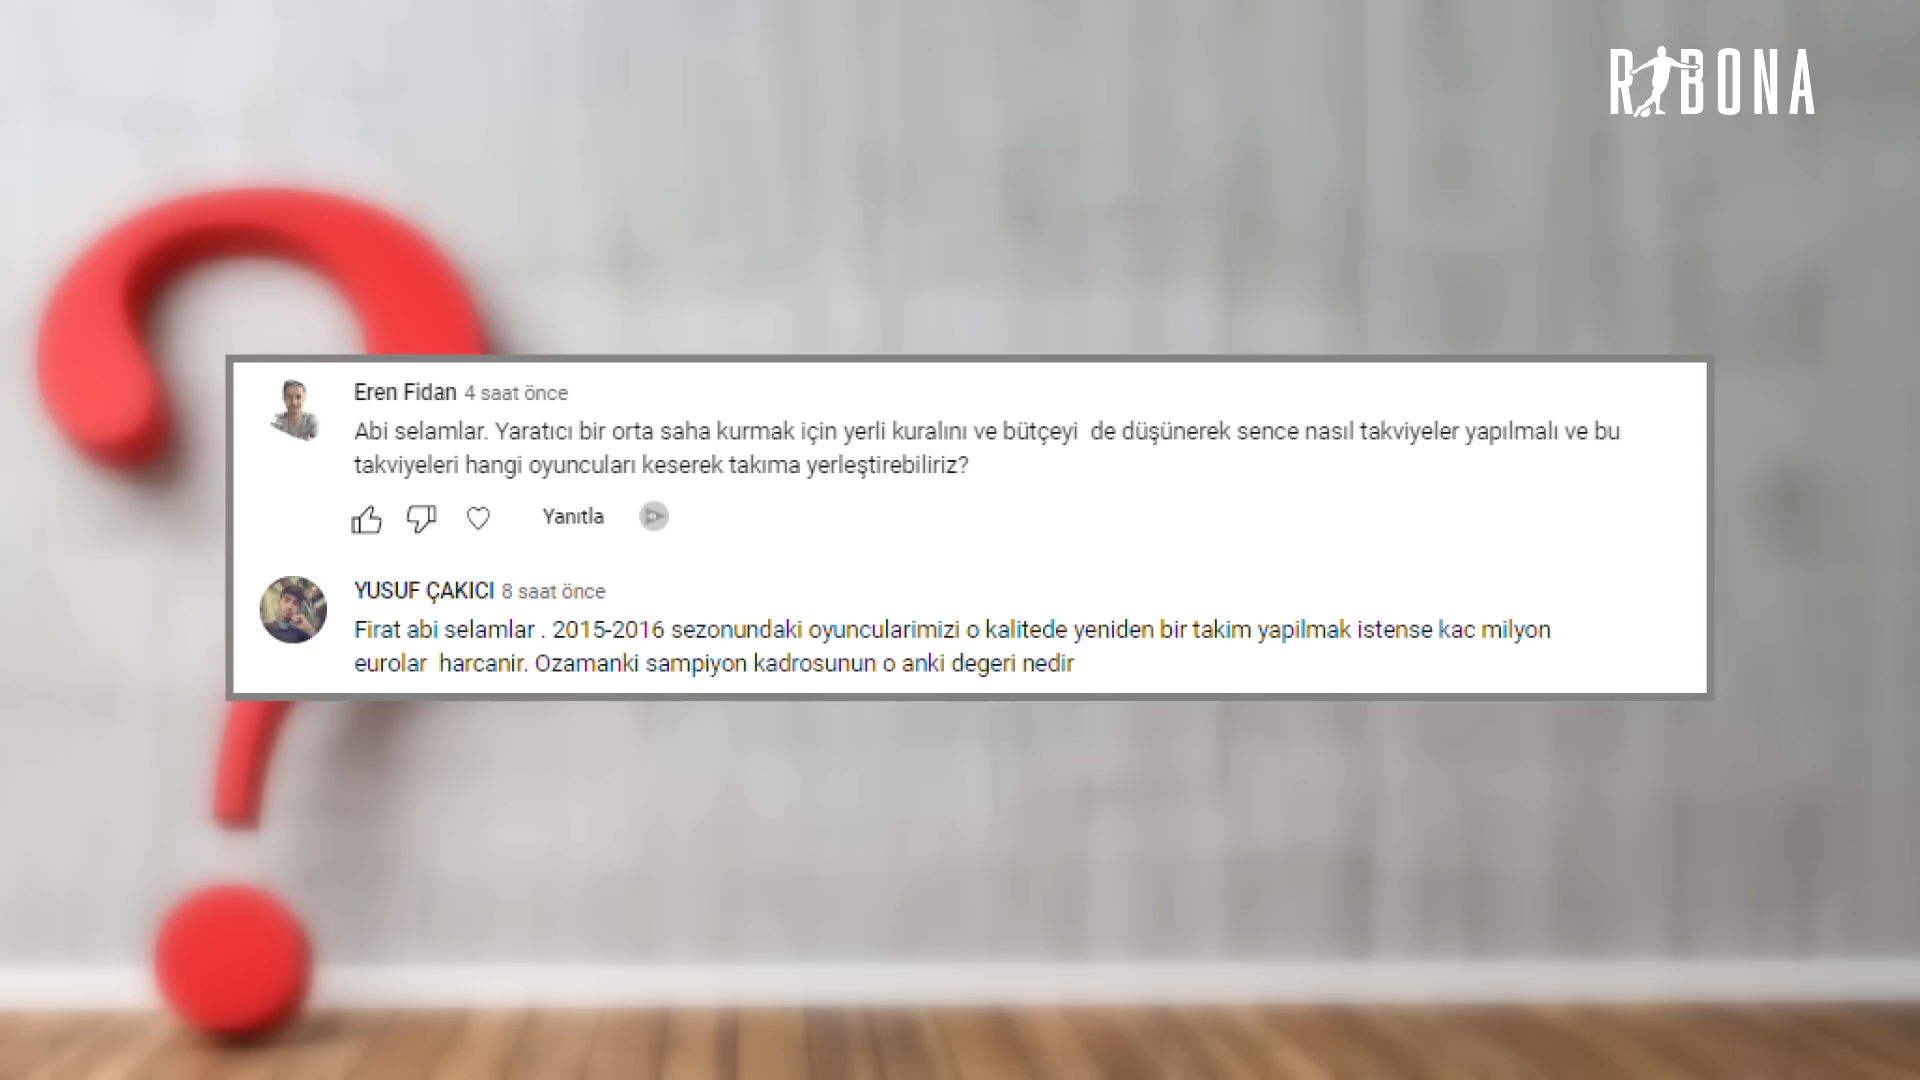 RABONA
Eren Fidan 4 saat önce
Abi selamlar. Yaratıcı bir orta saha kurmak için yerli kuralını ve bütçeyi  de düşünerek sence nasıl takviyeler yapılmalı ve bu
takviyeleri hangi oyuncuları keserek takıma yerleştirebiliriz?
Yanıtla
YUSUF ÇAKICI 8 saat önce
Firat abi selamlar . 2015-2016 sezonundaki oyuncularimizi o kalitede yeniden bir takim yapilmak istense kac milyon
eurolar  harcanir. Ozamanki sampiyon kadrosunun o anki degeri nedir